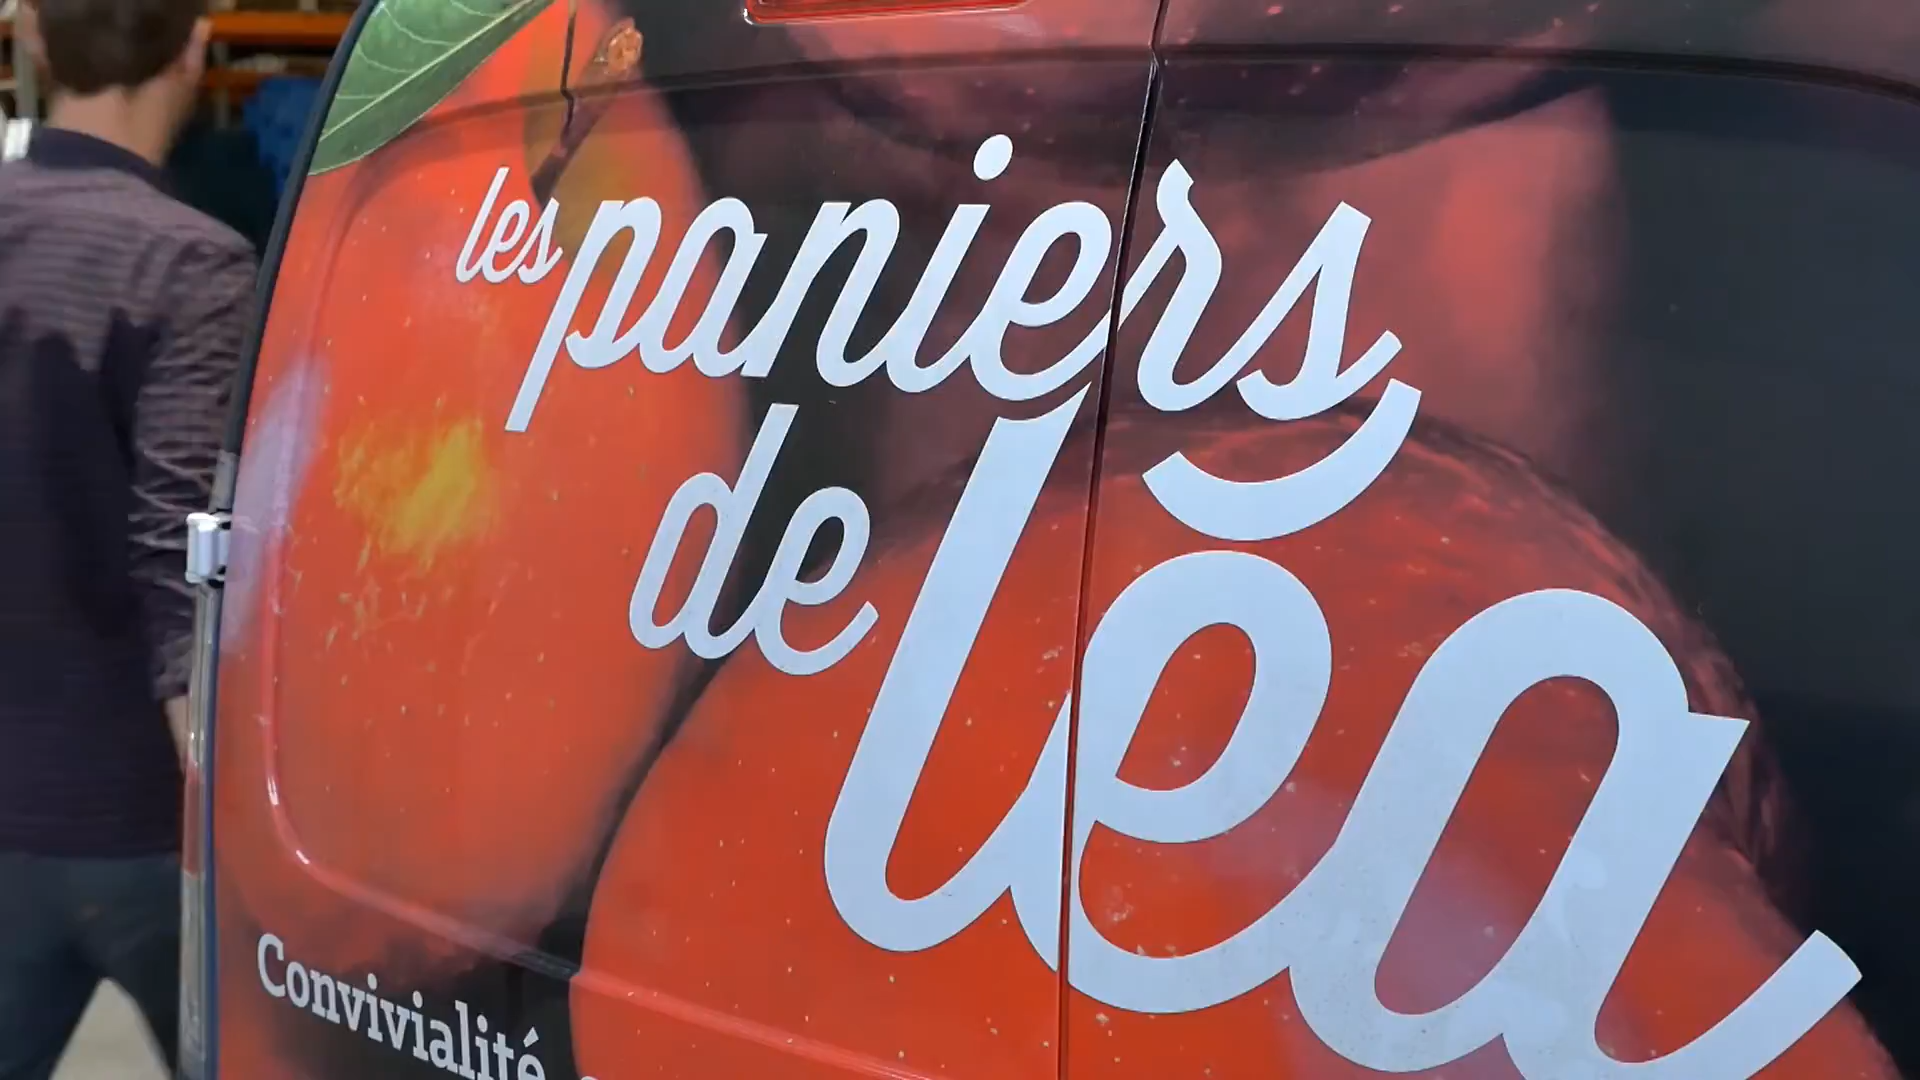 les paniers
de léa
Convivialité